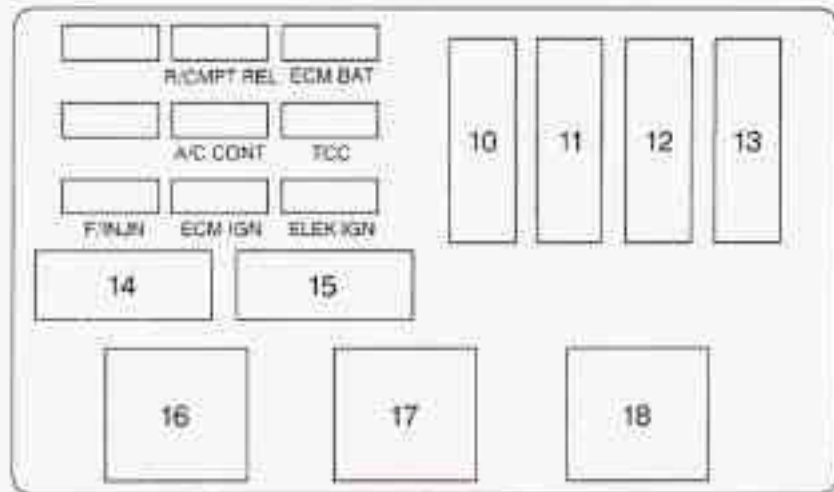 R/CMPT REL ECM BAT
10 11 12 13
A/C CONT TCC
F/INJN ECM IGN ELEK IGN
14 15
16 17 18